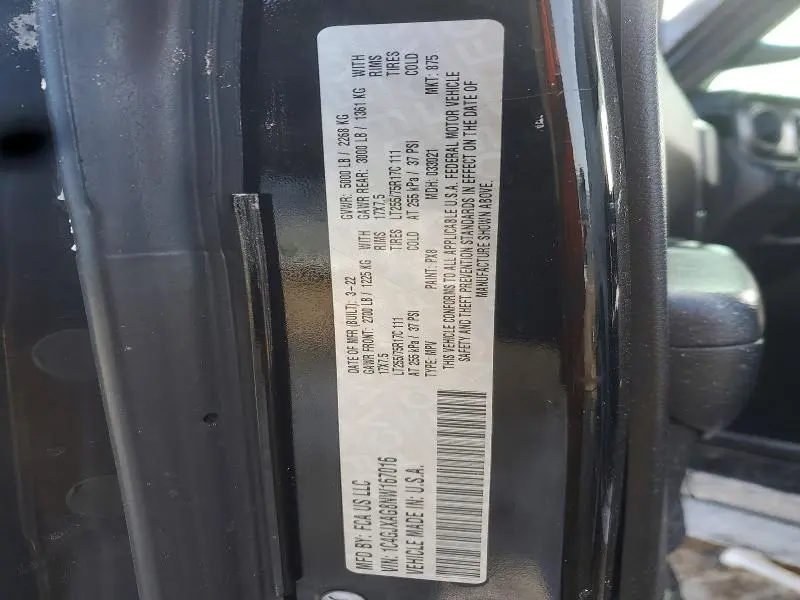 MFD BY: FCA US LLC
DATE OF MFR (BUILT): 3-22
GVWR: 5000 LB / 2268 KG
GAWR FRONT: 2700 LB / 1225 KG WITH
GAWR REAR: 3000 LB / 1361 KG WITH
17X7.5 RIMS
17X7.5 RIMS
LT255/75R17C 111 TIRES
LT255/75R17C 111 TIRES
AT 255 kPa / 37 PSI COLD
AT 255 kPa / 37 PSI COLD
VIN: 1C4GJXAG8NW167016
TYPE: MPV PAINT: PX8 MDH: 033021 MKT: 875
VEHICLE MADE IN: U.S.A.
THIS VEHICLE CONFORMS TO ALL APPLICABLE U.S.A. FEDERAL MOTOR VEHICLE
SAFETY AND THEFT PREVENTION STANDARDS IN EFFECT ON THE DATE OF
MANUFACTURE SHOWN ABOVE.